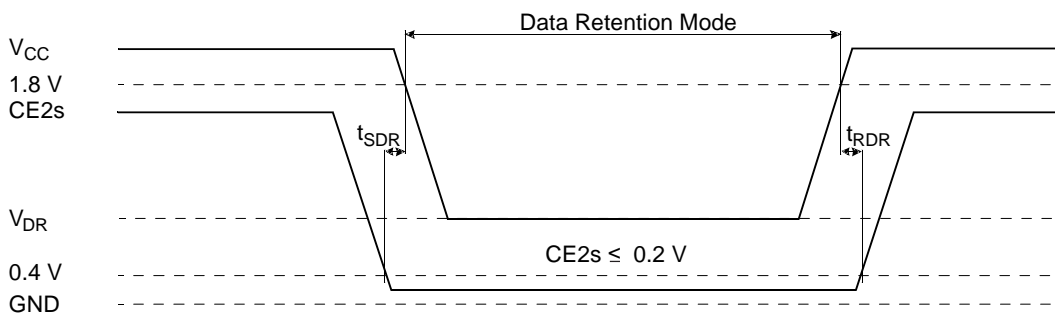 Data Retention Mode
VCC
1.8 V
CE2s
tSDR
tRDR
VDR
CE2s ≤ 0.2 V
0.4 V
GND